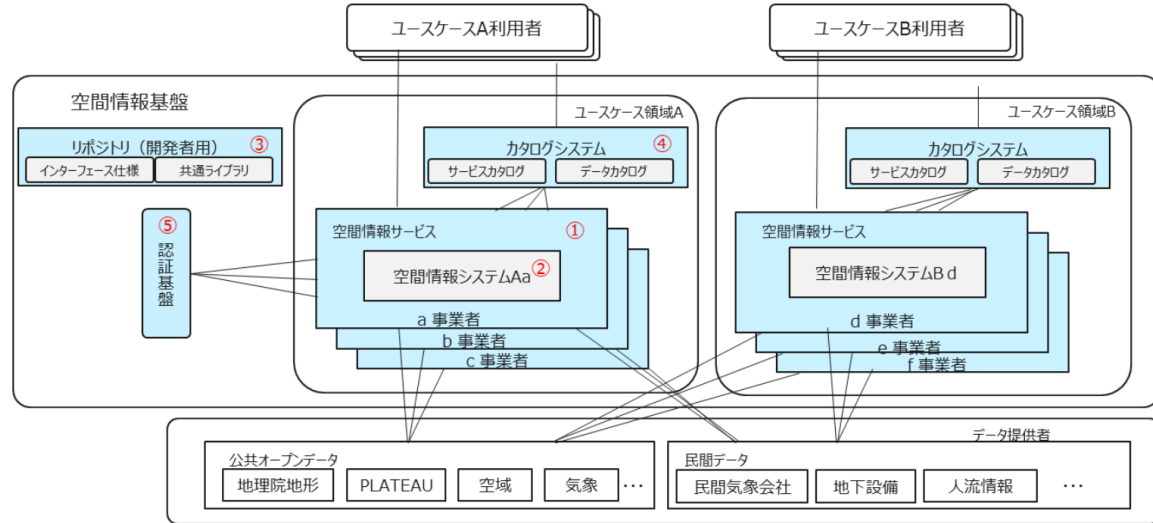 ユースケースA利用者
ユースケースB利用者
空間情報基盤
ユースケース領域A
ユースケース領域B
リポジトリ（開発者用）
③
インターフェース仕様
共通ライブラリ
カタログシステム
④
サービスカタログ
データカタログ
カタログシステム
サービスカタログ
データカタログ
⑤
認証基盤
空間情報サービス
①
空間情報システムAa
②
a 事業者
b 事業者
c 事業者
空間情報サービス
空間情報システムBd
d 事業者
e 事業者
f 事業者
データ提供者
公共オープンデータ
地理院地形
PLATEAU
空域
気象
…
民間データ
民間気象会社
地下設備
人流情報
…